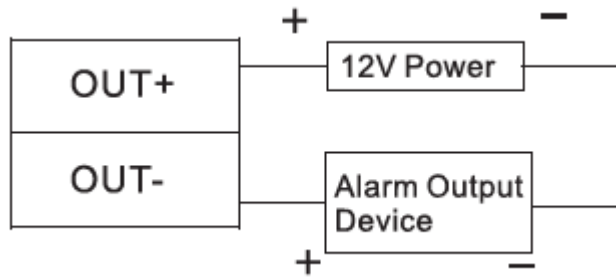 + −
OUT+ 12V Power
OUT- Alarm Output
Device
+ −